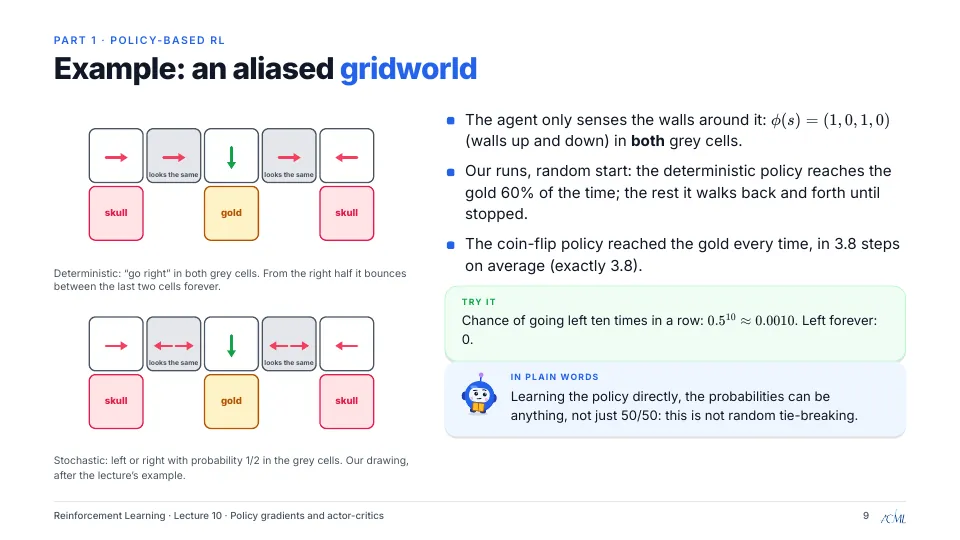 PART 1 · POLICY-BASED RL
Example: an aliased gridworld
looks the same
looks the same
skull
gold
skull
Deterministic: “go right” in both grey cells. From the right half it bounces
between the last two cells forever.
looks the same
looks the same
skull
gold
skull
Stochastic: left or right with probability 1/2 in the grey cells. Our drawing,
after the lecture’s example.
The agent only senses the walls around it: ϕ(s) = (1, 0, 1, 0)
(walls up and down) in both grey cells.
Our runs, random start: the deterministic policy reaches the
gold 60% of the time; the rest it walks back and forth until
stopped.
The coin-flip policy reached the gold every time, in 3.8 steps
on average (exactly 3.8).
TRY IT
Chance of going left ten times in a row: 0.5¹⁰ ≈ 0.0010. Left forever:
0.
IN PLAIN WORDS
Learning the policy directly, the probabilities can be
anything, not just 50/50: this is not random tie-breaking.
Reinforcement Learning · Lecture 10 · Policy gradients and actor-critics
9
ACML